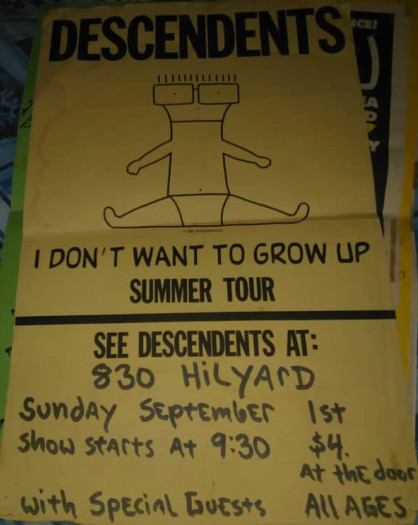 DESCENDENTS
I DON'T WANT TO GROW UP
SUMMER TOUR
SEE DESCENDENTS AT:
830 HiLYArD
SuNDAy SEptEmbEr 1st
Show StArts At 9:30 $4.
At thE door
with SpEciAl GuEsts All AGES